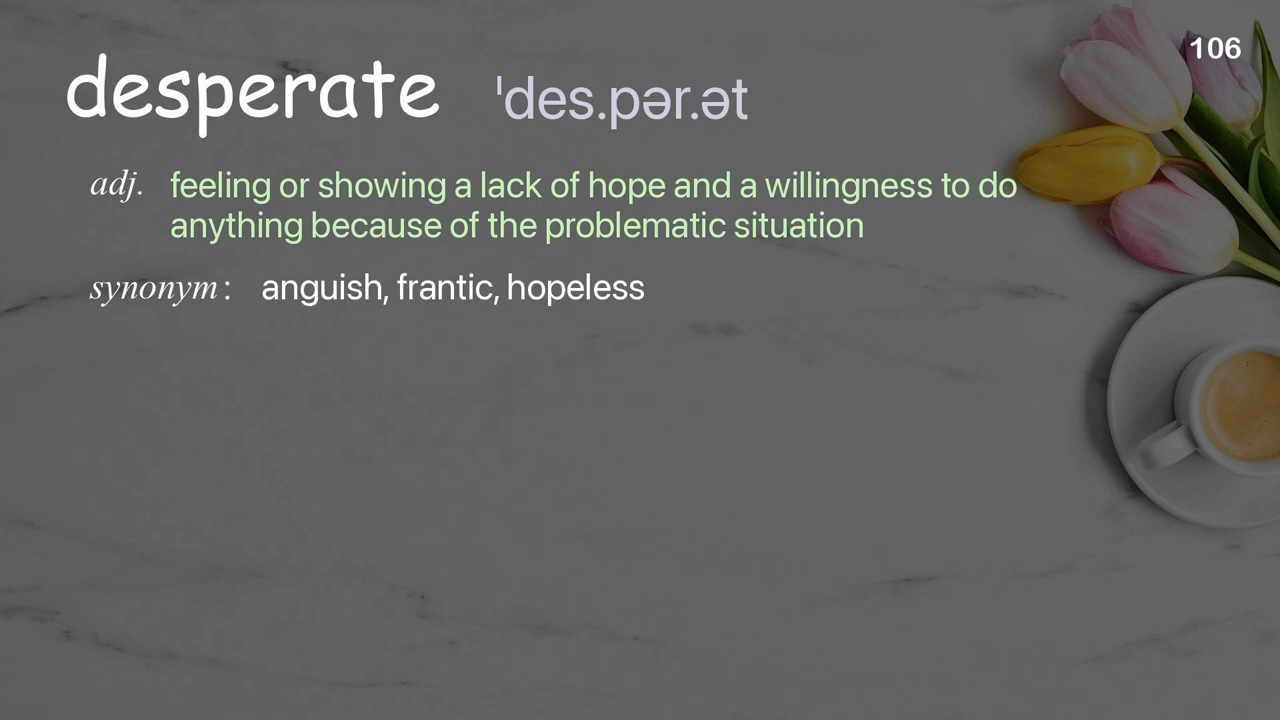 106
desperate ˈdes.pər.ət
adj. feeling or showing a lack of hope and a willingness to do
anything because of the problematic situation
synonym: anguish, frantic, hopeless